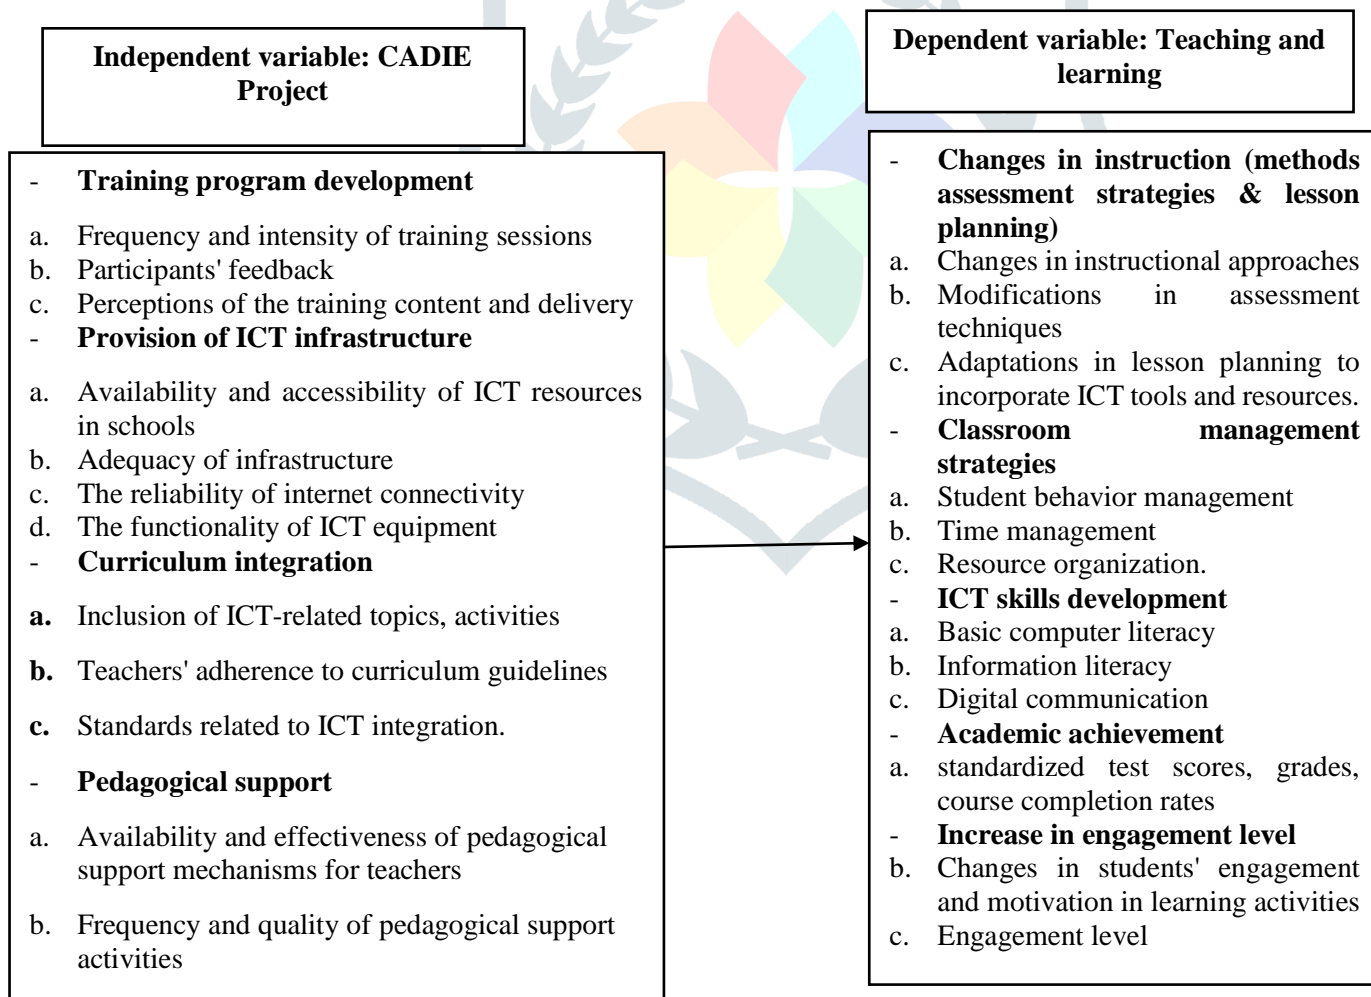 Independent variable: CADIE
Project
- Training program development
a. Frequency and intensity of training sessions
b. Participants' feedback
c. Perceptions of the training content and delivery
- Provision of ICT infrastructure
a. Availability and accessibility of ICT resources
in schools
b. Adequacy of infrastructure
c. The reliability of internet connectivity
d. The functionality of ICT equipment
- Curriculum integration
a. Inclusion of ICT-related topics, activities
b. Teachers' adherence to curriculum guidelines
c. Standards related to ICT integration.
- Pedagogical support
a. Availability and effectiveness of pedagogical
support mechanisms for teachers
b. Frequency and quality of pedagogical support
activities
Dependent variable: Teaching and
learning
- Changes in instruction (methods
assessment strategies & lesson
planning)
a. Changes in instructional approaches
b. Modifications in assessment
techniques
c. Adaptations in lesson planning to
incorporate ICT tools and resources.
- Classroom management
strategies
a. Student behavior management
b. Time management
c. Resource organization.
- ICT skills development
a. Basic computer literacy
b. Information literacy
c. Digital communication
- Academic achievement
a. standardized test scores, grades,
course completion rates
- Increase in engagement level
b. Changes in students' engagement
and motivation in learning activities
c. Engagement level